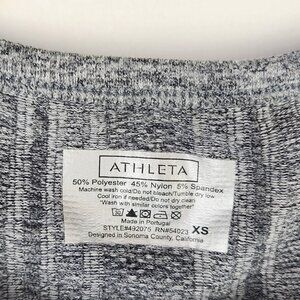 ATHLETA
50% Polyester 45% Nylon 5% Spandex
Machine wash cold/Do not bleach/Tumble dry low
Cool iron if needed/Do not dry clean
"Wash with similar colors together"
Made in Portugal
STYLE#492075 RN#54023 XS
Designed in Sonoma County, California